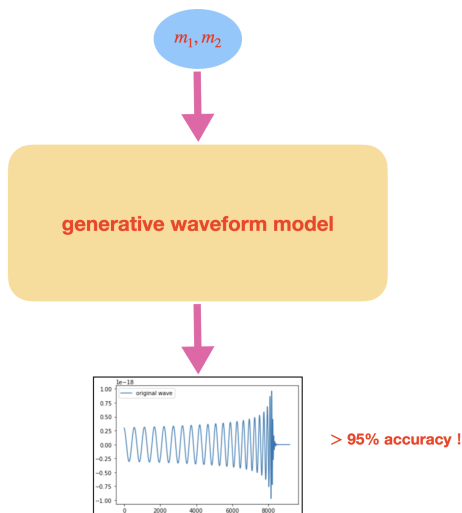 m₁, m₂
generative waveform model
1e−18
original wave
1.00
0.75
0.50
0.25
0.00
−0.25
−0.50
−0.75
−1.00
0 2000 4000 6000 8000
> 95% accuracy !